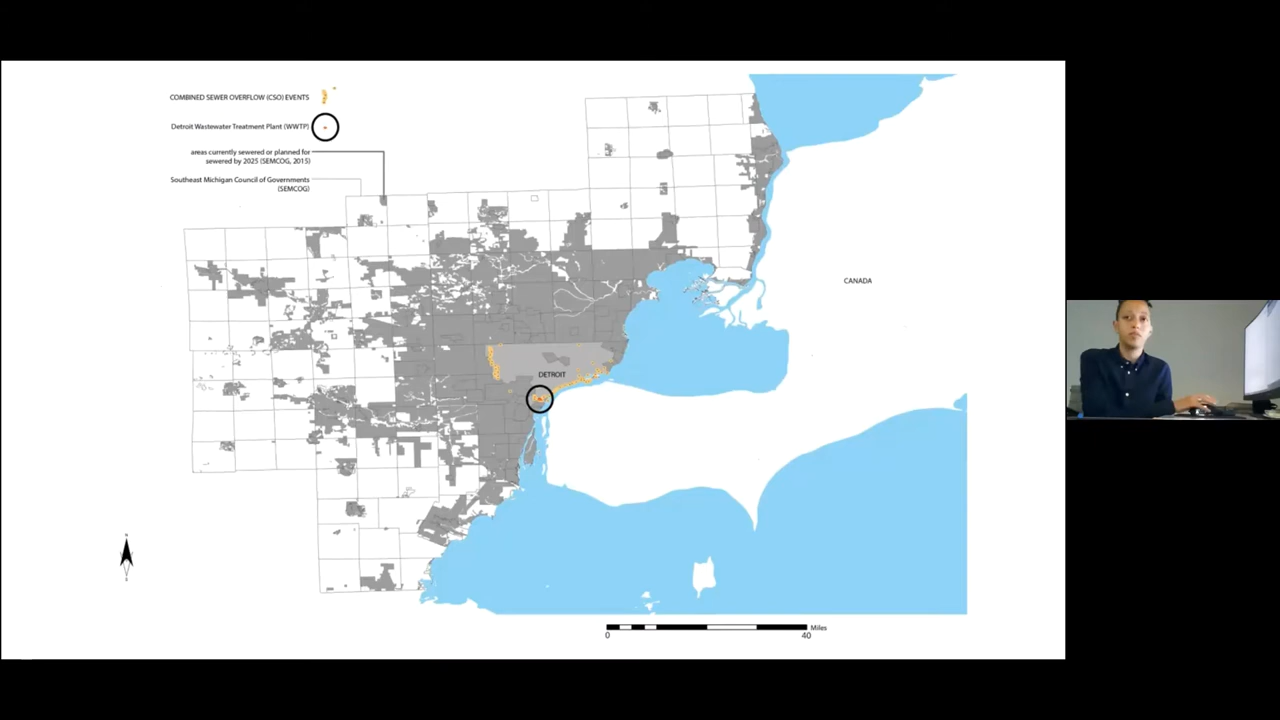 COMBINED SEWER OVERFLOW (CSO) EVENTS
Detroit Wastewater Treatment Plant (WWTP)
areas currently sewered or planned for
sewered by 2025 (SEMCOG, 2015)
Southeast Michigan Council of Governments
(SEMCOG)
CANADA
DETROIT
N
S
0
40
Miles